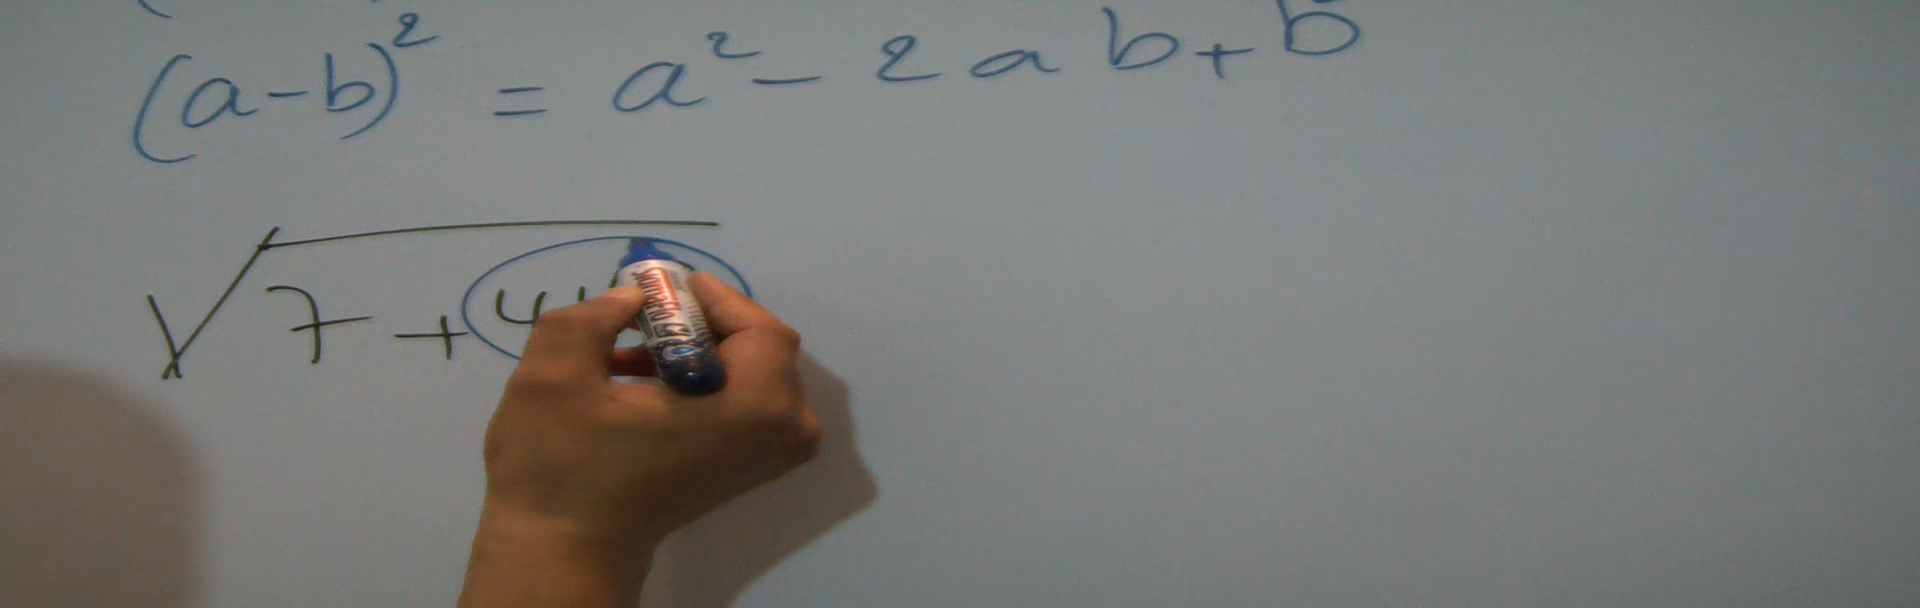 (a-b)² = a² - 2ab + b
√7 + 4